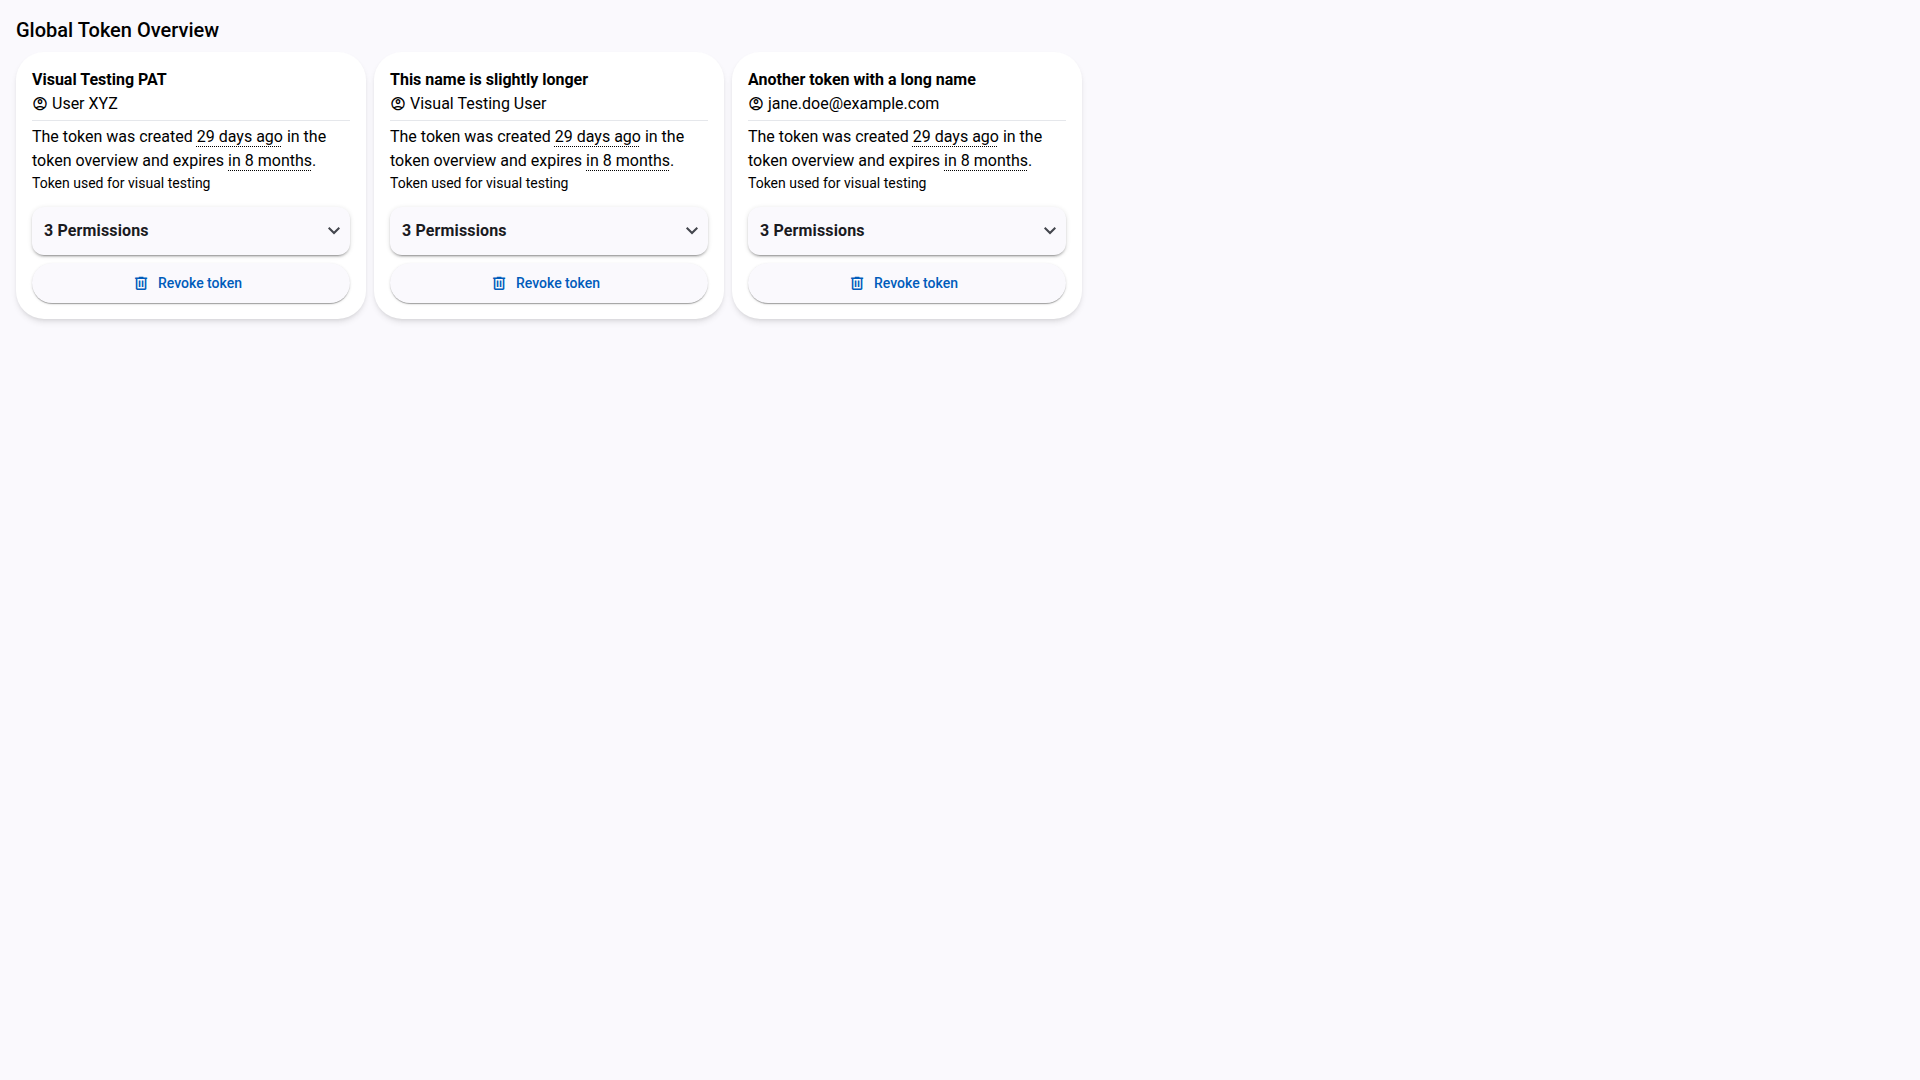 Global Token Overview
Visual Testing PAT
User XYZ
The token was created 29 days ago in the
token overview and expires in 8 months.
Token used for visual testing
3 Permissions
Revoke token
This name is slightly longer
Visual Testing User
The token was created 29 days ago in the
token overview and expires in 8 months.
Token used for visual testing
3 Permissions
Revoke token
Another token with a long name
jane.doe@example.com
The token was created 29 days ago in the
token overview and expires in 8 months.
Token used for visual testing
3 Permissions
Revoke token